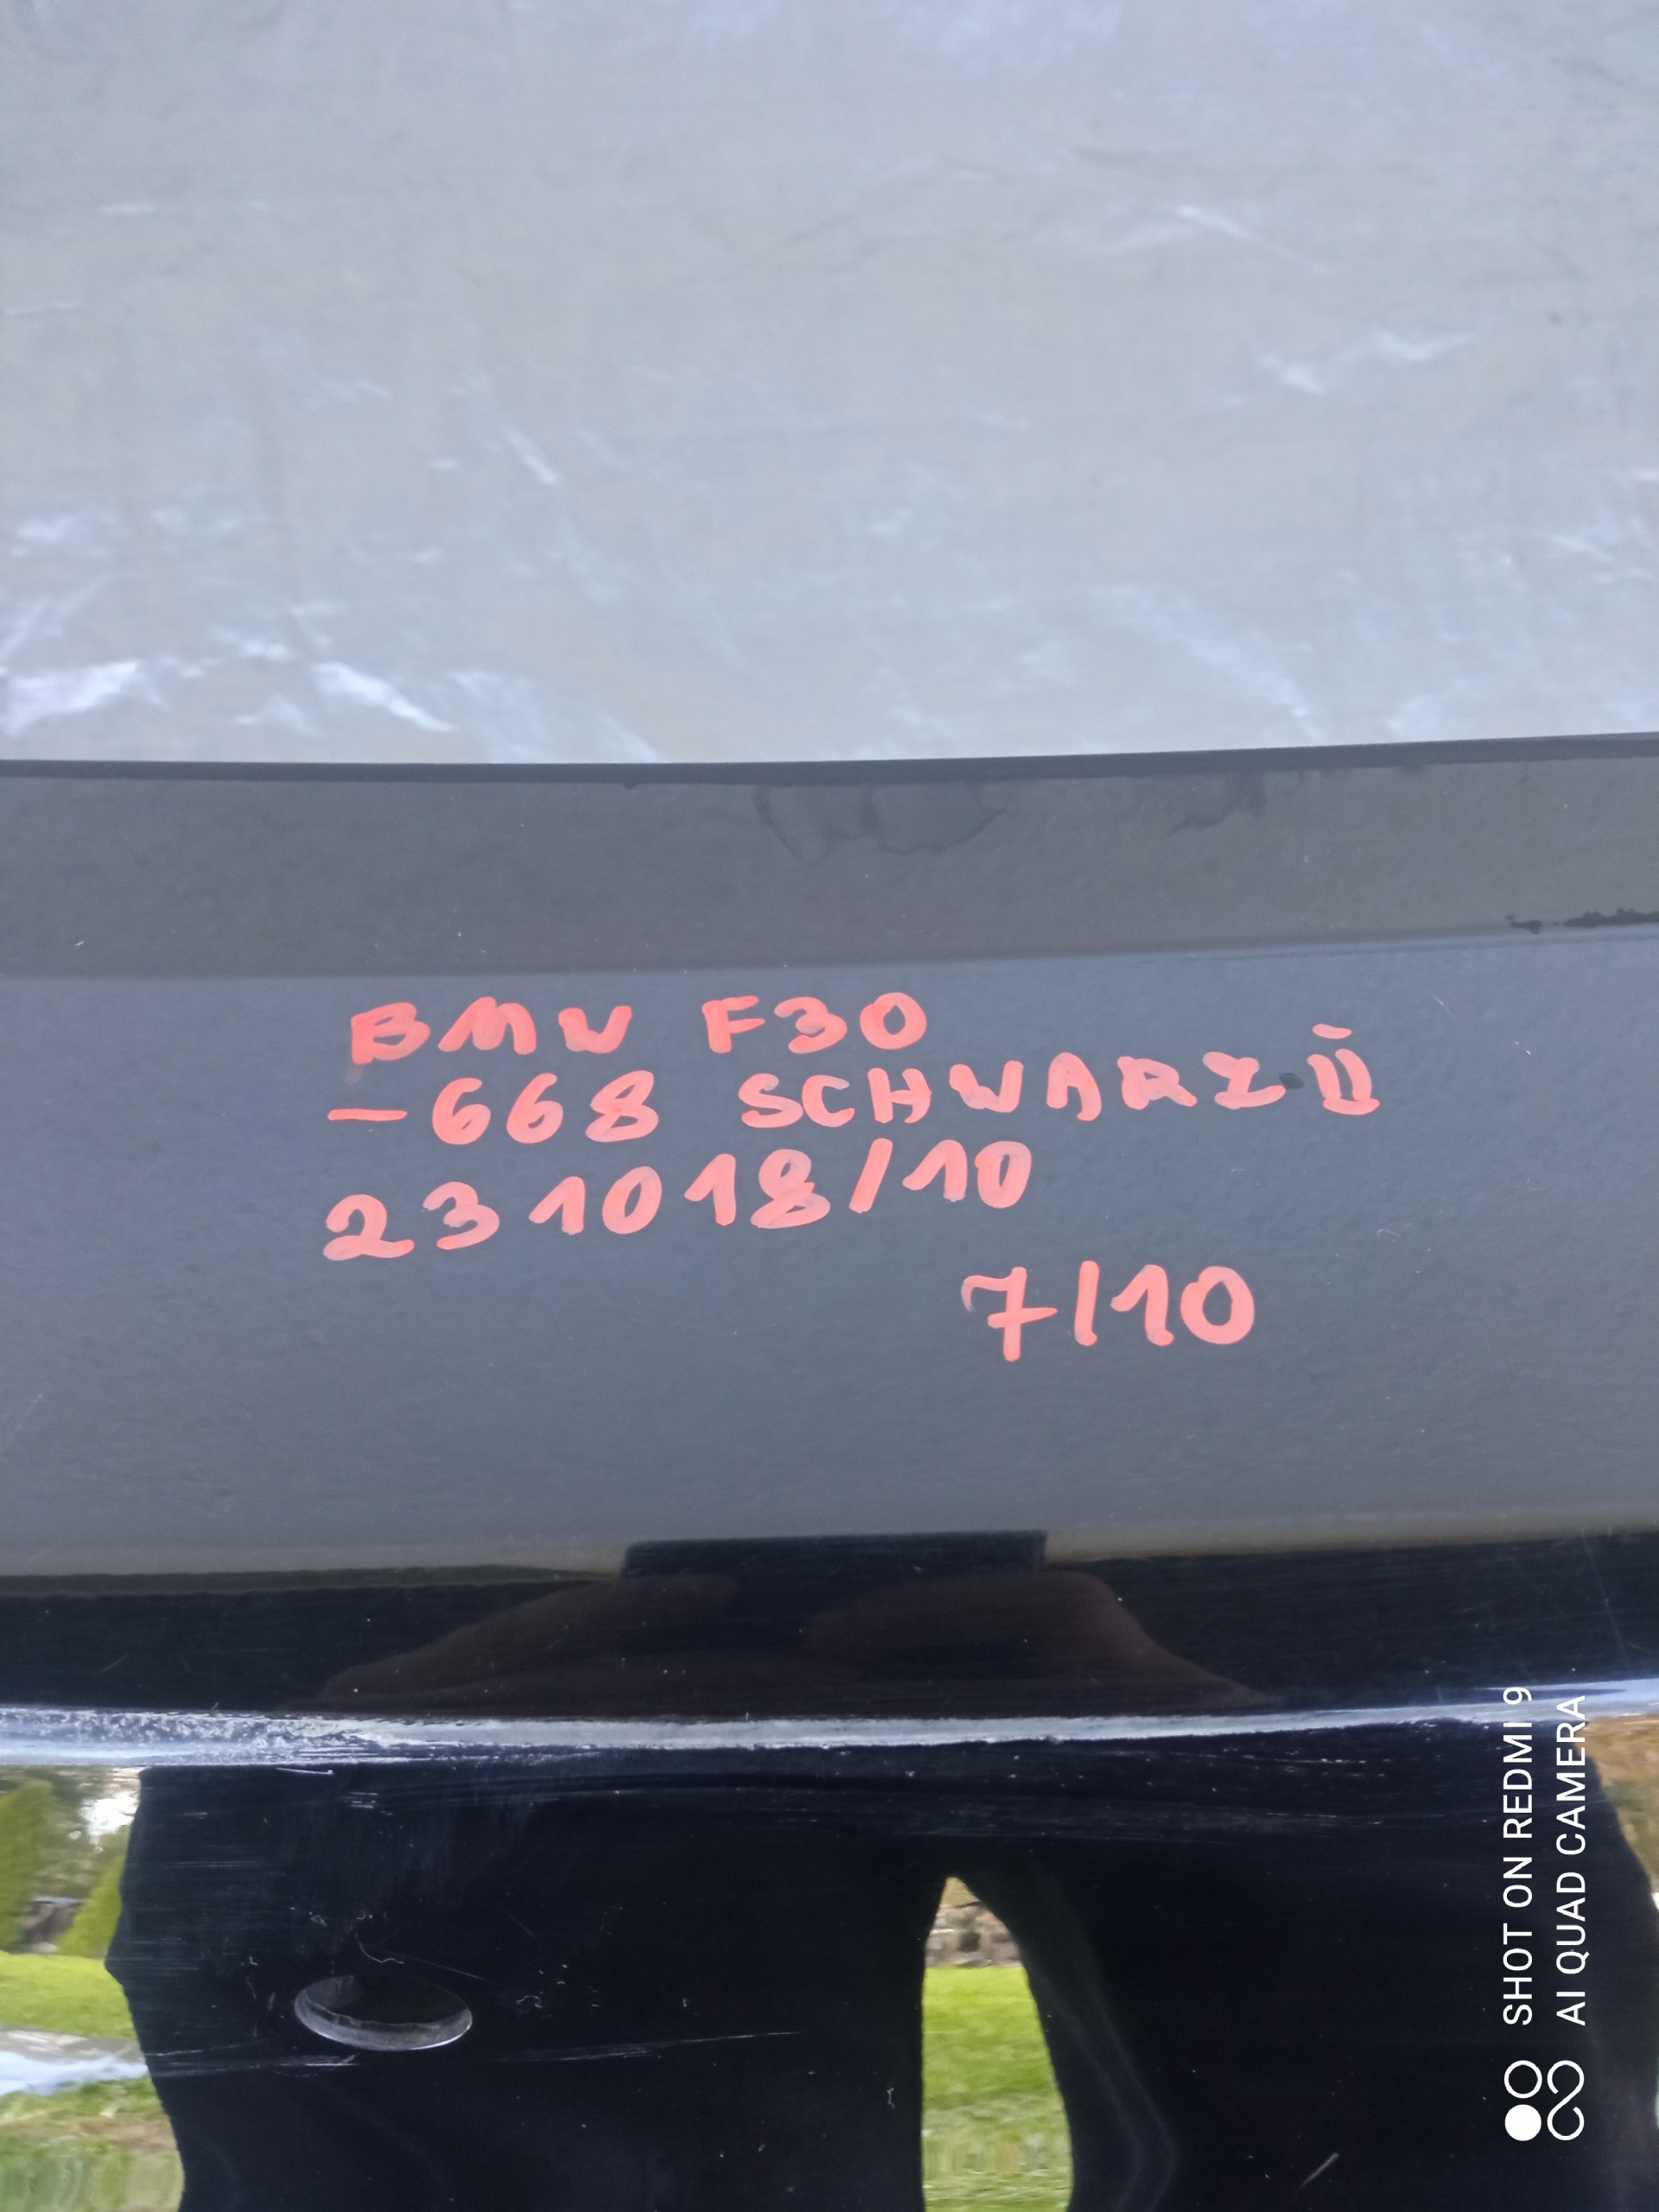 BMW F30
-668 SCHWARZ II
231018/10
7/10
SHOT ON REDMI 9
AI QUAD CAMERA